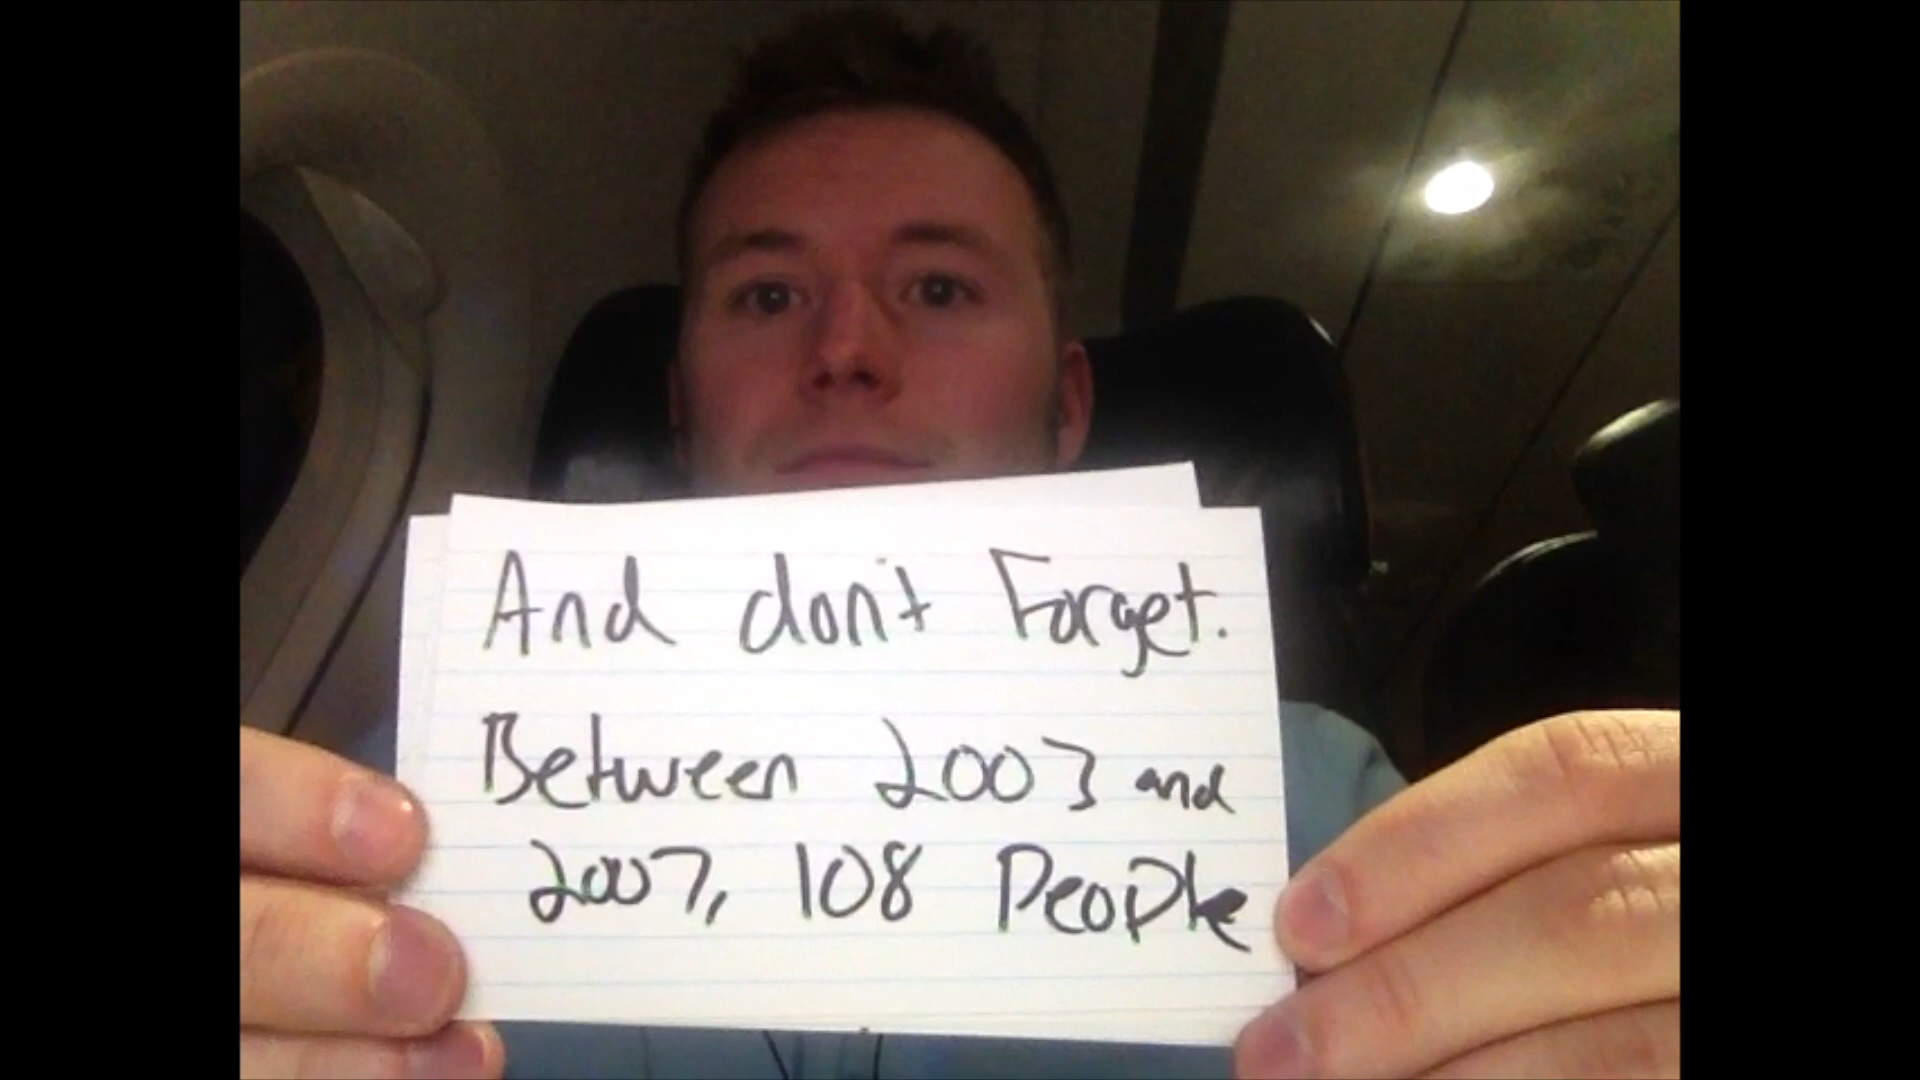 And don't Forget.
Between 2003 and
2007, 108 People